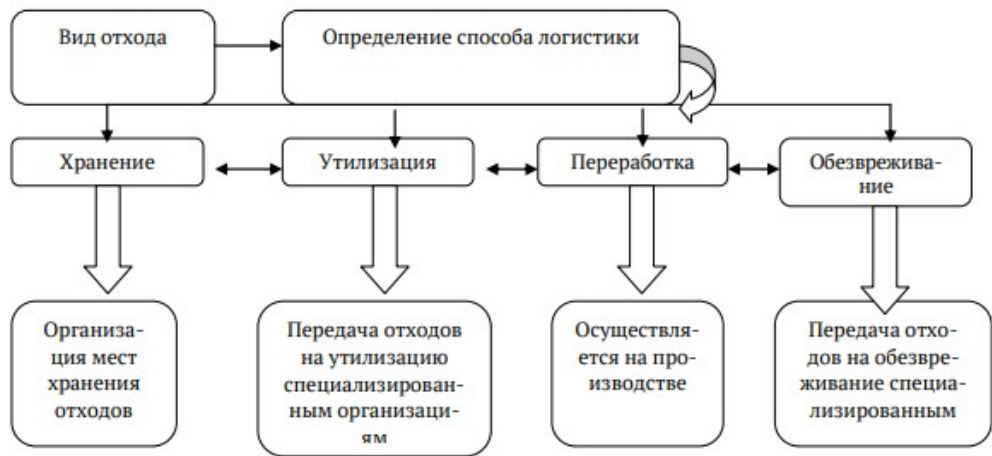 Вид отхода
Определение способа логистики
Хранение
Утилизация
Переработка
Обезврежива-
ние
Организа-
ция мест
хранения
отходов
Передача отходов
на утилизацию
специализирован-
ным организаци-
ям
Осуществля-
ется на про-
изводстве
Передача отхо-
дов на обезвре-
живание специа-
лизированным